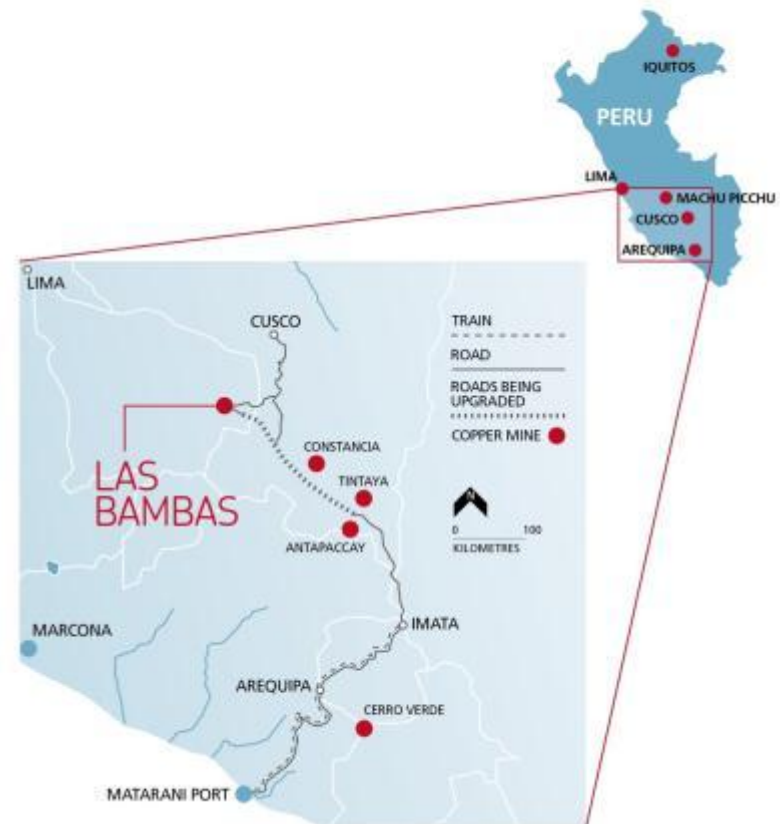 IQUITOS
PERU
LIMA
MACHU PICCHU
CUSCO
AREQUIPA
LIMA
CUSCO
TRAIN
ROAD
ROADS BEING
UPGRADED
COPPER MINE
CONSTANCIA
LAS
BAMBAS
TINTAYA
N
0 100
KILOMETRES
ANTAPACCAY
MARCONA
IMATA
AREQUIPA
CERRO VERDE
MATARANI PORT